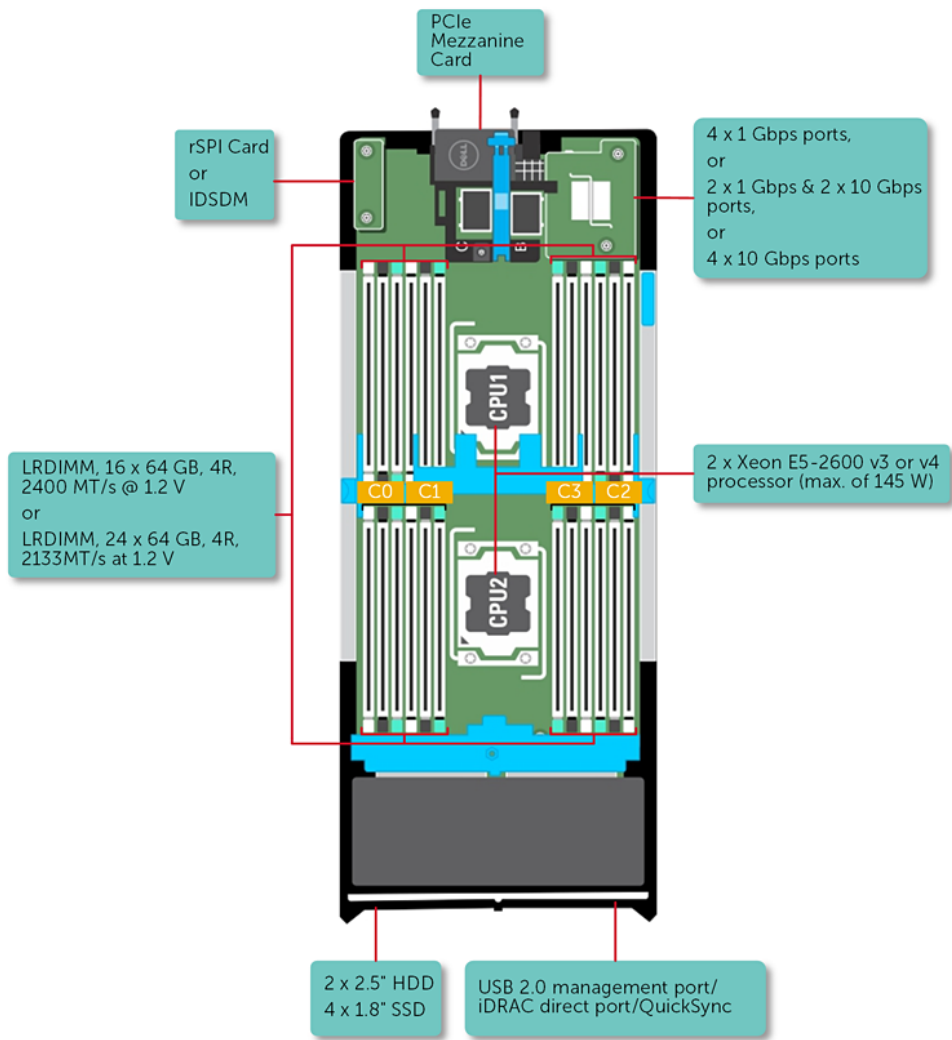 PCIe
Mezzanine
Card
rSPI Card
or
IDSDM
4 x 1 Gbps ports,
or
2 x 1 Gbps & 2 x 10 Gbps
ports,
or
4 x 10 Gbps ports
DELL
C
B
CPU1
LRDIMM, 16 x 64 GB, 4R,
2400 MT/s @ 1.2 V
or
LRDIMM, 24 x 64 GB, 4R,
2133MT/s at 1.2 V
2 x Xeon E5-2600 v3 or v4
processor (max. of 145 W)
C0
C1
C3
C2
CPU2
2 x 2.5" HDD
4 x 1.8" SSD
USB 2.0 management port/
iDRAC direct port/QuickSync